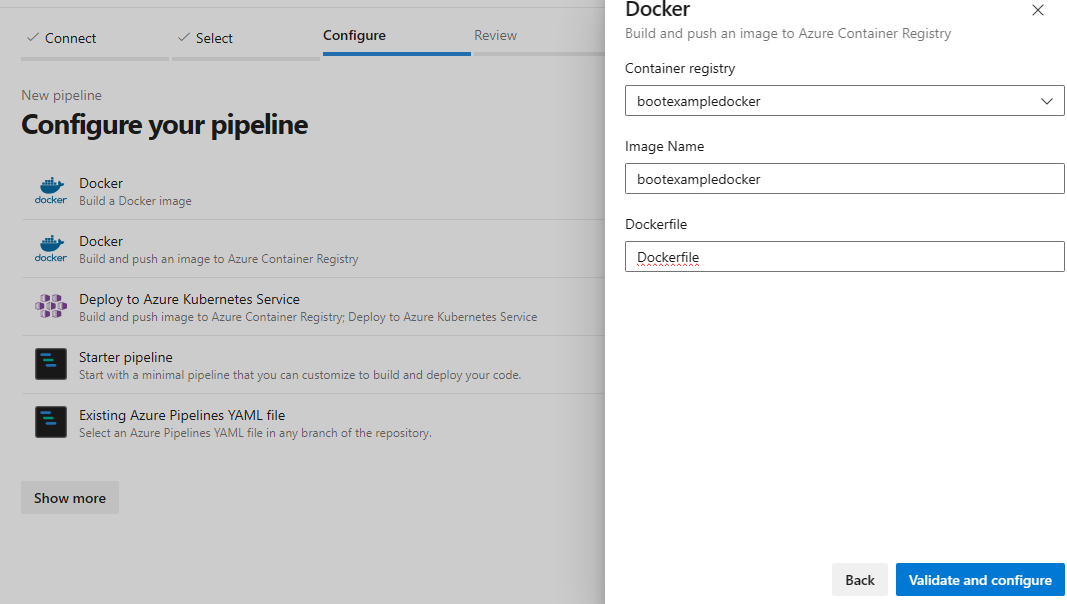 Connect
Select
Configure
Review
New pipeline
Configure your pipeline
docker
Docker
Build a Docker image
docker
Docker
Build and push an image to Azure Container Registry
Deploy to Azure Kubernetes Service
Build and push image to Azure Container Registry; Deploy to Azure Kubernetes Service
Starter pipeline
Start with a minimal pipeline that you can customize to build and deploy your code.
Existing Azure Pipelines YAML file
Select an Azure Pipelines YAML file in any branch of the repository.
Show more
Docker
Build and push an image to Azure Container Registry
Container registry
bootexampledocker
Image Name
bootexampledocker
Dockerfile
Dockerfile
Back
Validate and configure